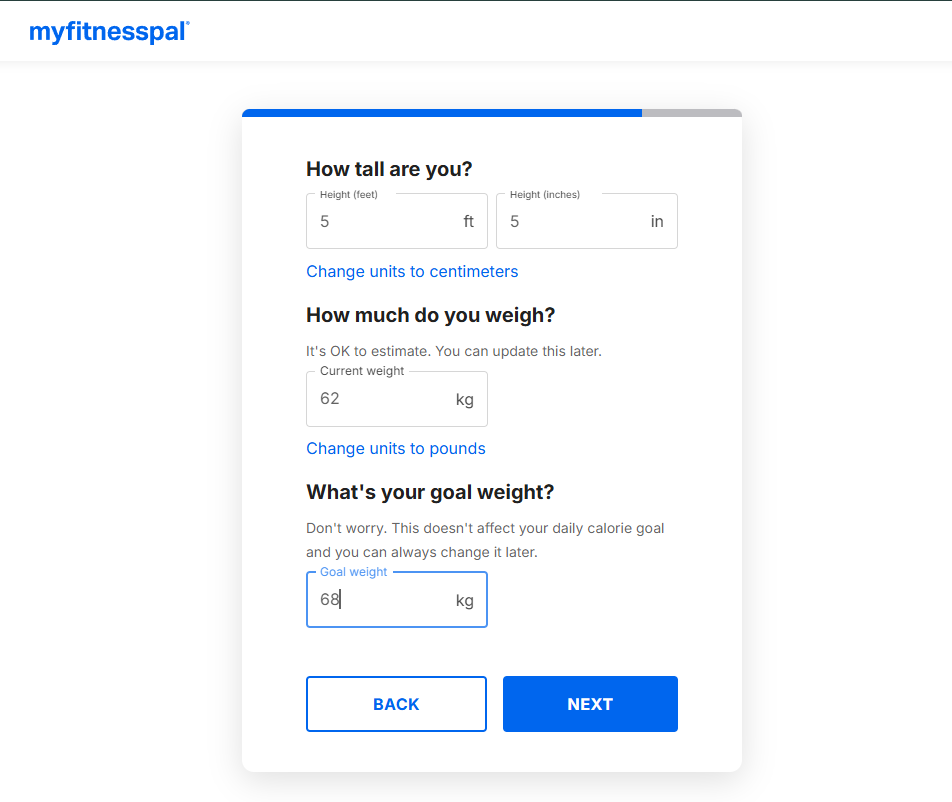 myfitnesspal®
How tall are you?
Height (feet) Height (inches)
5 ft 5 in
Change units to centimeters
How much do you weigh?
It's OK to estimate. You can update this later.
Current weight
62 kg
Change units to pounds
What's your goal weight?
Don't worry. This doesn't affect your daily calorie goal
and you can always change it later.
Goal weight
68 kg
BACK NEXT